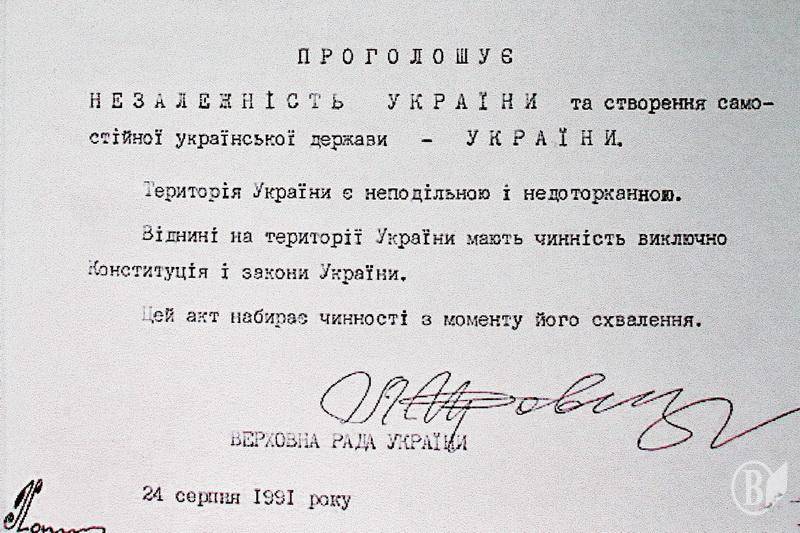 ПРОГОЛОШУЄ
НЕЗАЛЕЖНІСТЬ УКРАЇНИ та створення само-
стійної української держави – УКРАЇНИ.
Територія України є неподільною і недоторканною.
Віднині на території України мають чинність виключно
Конституція і закони України.
Цей акт набирає чинності з моменту його схвалення.
ВЕРХОВНА РАДА УКРАЇНИ
24 серпня 1991 року
В